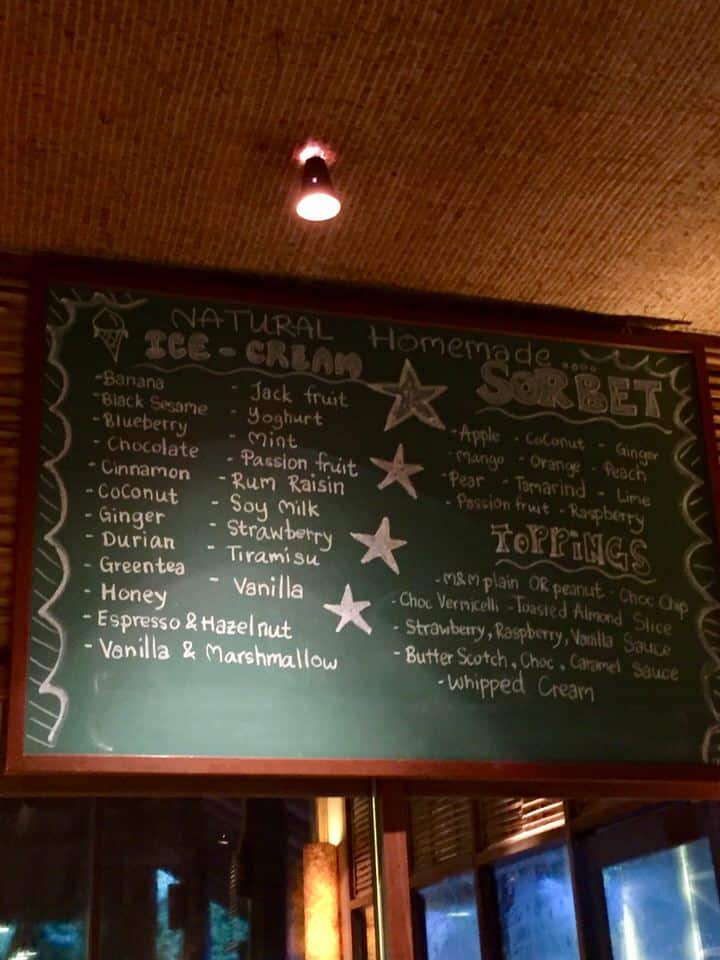 NATURAL
ICE-CREAM
-Banana
-Black Sesame
-Blueberry
- Chocolate
- Cinnamon
- Coconut
- Ginger
- Durian
- Greentea
- Honey
- Espresso & Hazelnut
- Vanilla & Marshmallow
- Jack fruit
- Yoghurt
- Mint
- Passion fruit
- Rum Raisin
- Soy Milk
- Strawberry
- Tiramisu
- Vanilla
Homemade....
SORBET
-Apple -Coconut - Ginger
-Mango -Orange -Peach
-Pear -Tamarind - Lime
-Passion fruit -Raspberry
TOPPINGS
-M&M plain OR peanut -Choc Chip
-Choc Vermicelli -Toasted Almond Slice
- Strawberry, Raspberry, Vanilla Sauce
-Butter Scotch, Choc, Caramel Sauce
-Whipped Cream